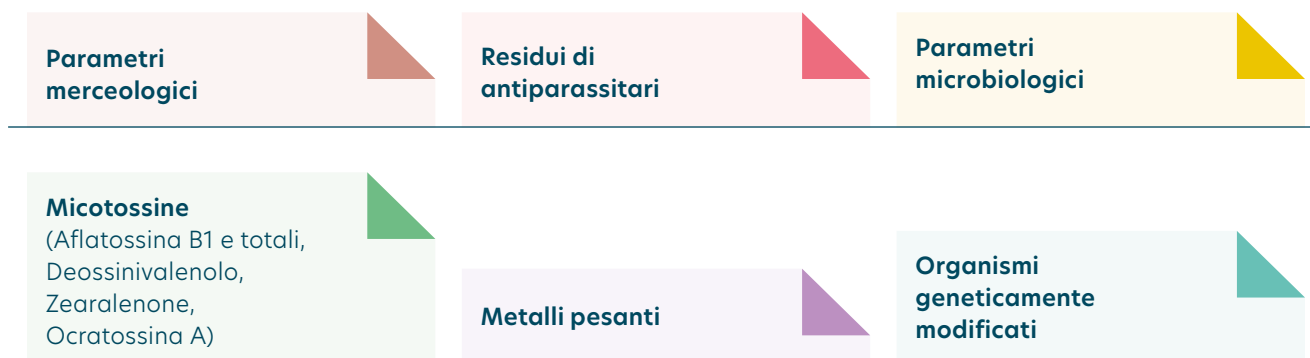 Parametri
merceologici
Residui di
antiparassitari
Parametri
microbiologici
Micotossine
(Aflatossina B1 e totali,
Deossinivalenolo,
Zearalenone,
Ocratossina A)
Metalli pesanti
Organismi
geneticamente
modificati